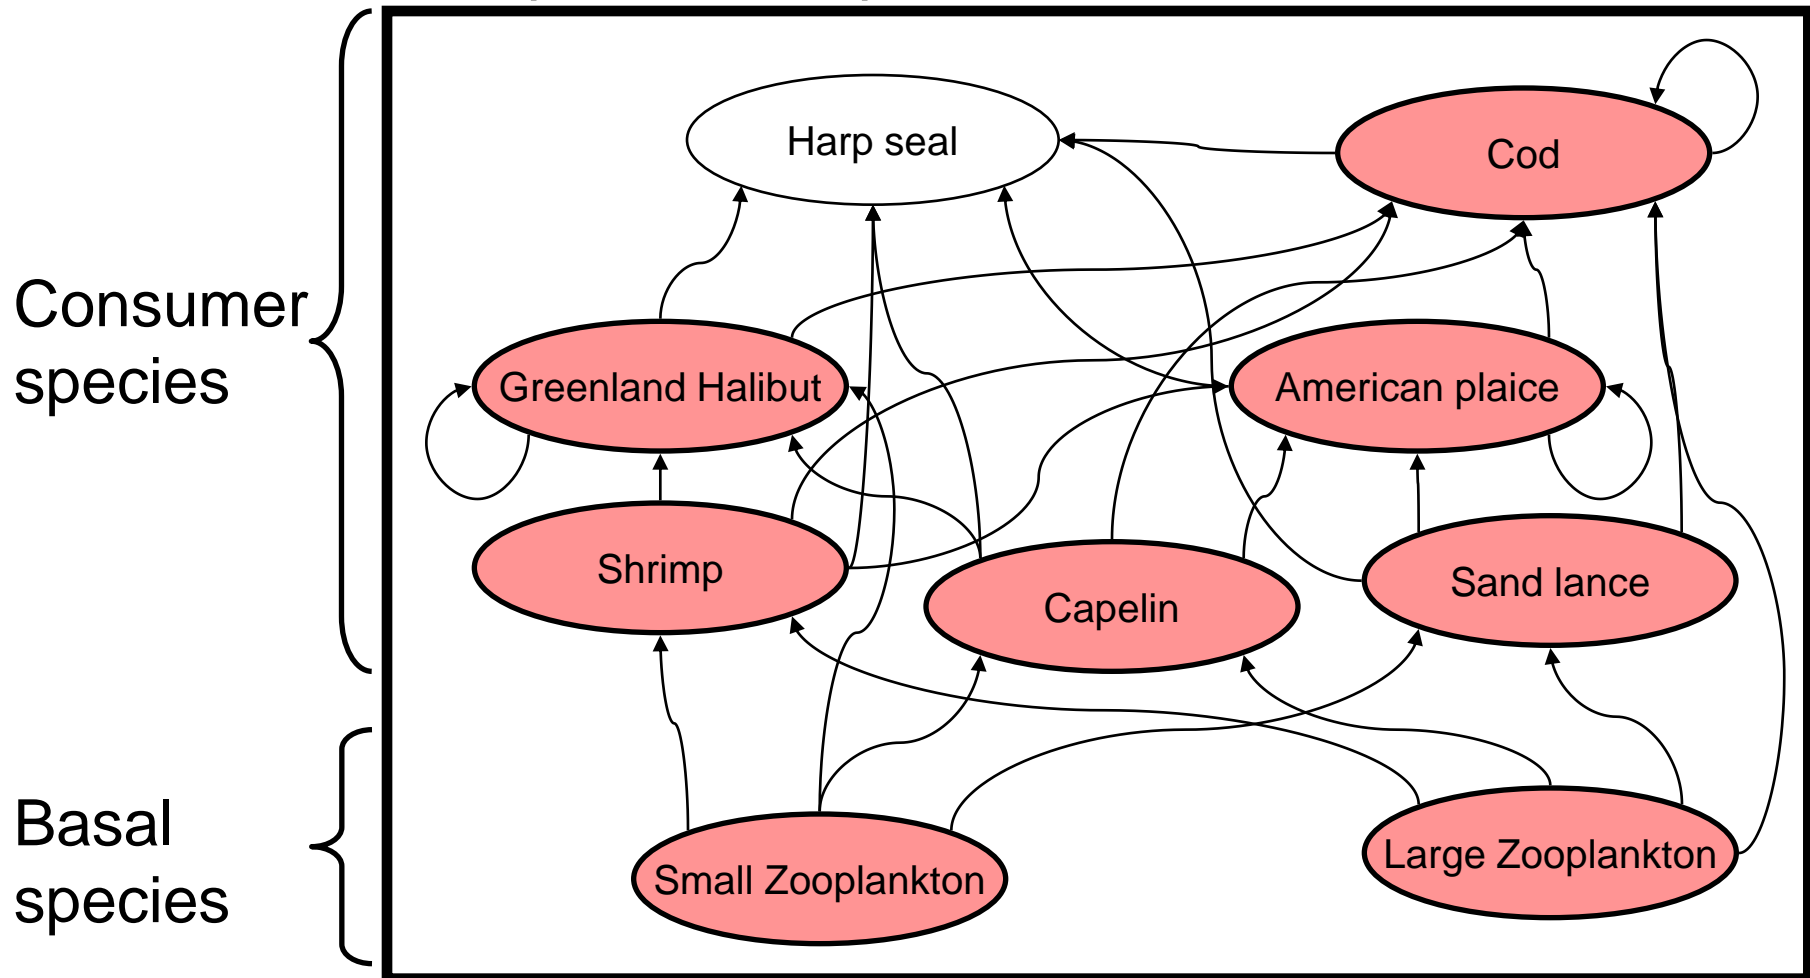 Harp seal
Cod
Consumer
species
Greenland Halibut
American plaice
Shrimp
Capelin
Sand lance
Basal
species
Small Zooplankton
Large Zooplankton